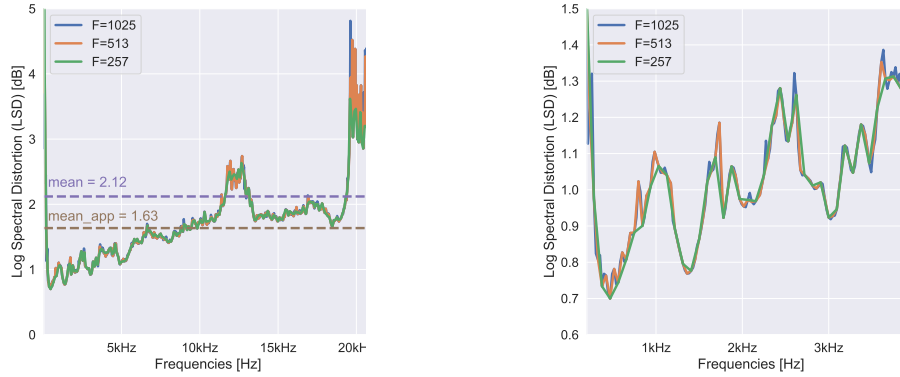 5
4
3
2
1
0
Log Spectral Distortion (LSD) [dB]
F=1025
F=513
F=257
mean = 2.12
mean_app = 1.63
5kHz
10kHz
15kHz
20kH
Frequencies [Hz]
1.5
1.4
1.3
1.2
1.1
1.0
0.9
0.8
0.7
0.6
Log Spectral Distortion (LSD) [dB]
F=1025
F=513
F=257
1kHz
2kHz
3kHz
Frequencies [Hz]